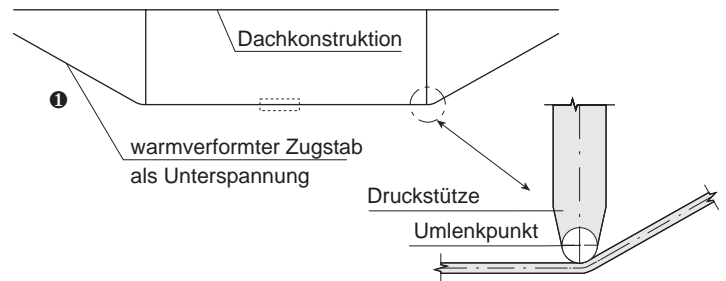 Dachkonstruktion
❶
warmverformter Zugstab
als Unterspannung
Druckstütze
Umlenkpunkt